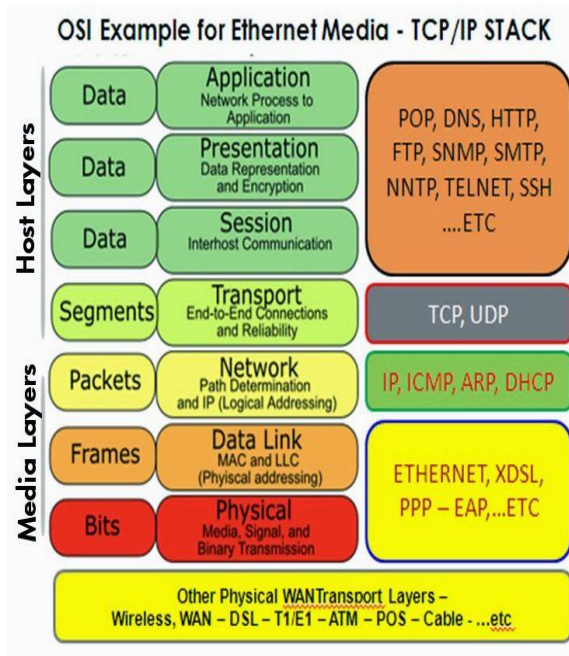 OSI Example for Ethernet Media - TCP/IP STACK
Host Layers
Data
Application
Network Process to
Application
Data
Presentation
Data Representation
and Encryption
Data
Session
Interhost Communication
POP, DNS, HTTP,
FTP, SNMP, SMTP,
NNTP, TELNET, SSH
....ETC
Segments
Transport
End-to-End Connections
and Reliability
TCP, UDP
Media Layers
Packets
Network
Path Determination
and IP (Logical Addressing)
IP, ICMP, ARP, DHCP
Frames
Data Link
MAC and LLC
(Phyiscal addressing)
Bits
Physical
Media, Signal, and
Binary Transmission
ETHERNET, XDSL,
PPP – EAP,...ETC
Other Physical WANTransport Layers –
Wireless, WAN – DSL – T1/E1 – ATM – POS – Cable - ...etc